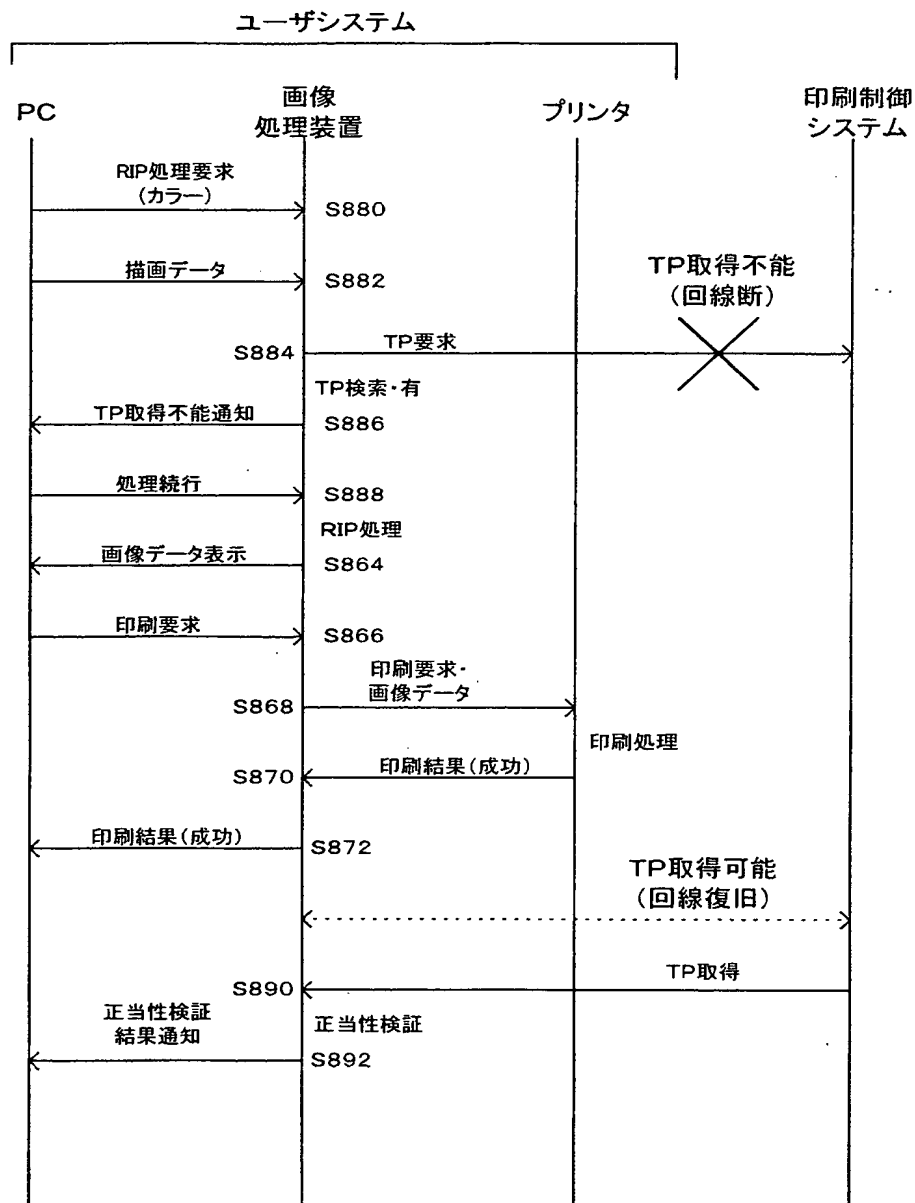 ユーザシステム
PC
画像
処理装置
プリンタ
印刷制御
システム
RIP処理要求
(カラー)
S880
描画データ
S882
TP取得不能
(回線断)
S884
TP要求
TP検索・有
TP取得不能通知
S886
処理続行
S888
RIP処理
画像データ表示
S864
印刷要求
S866
印刷要求・
画像データ
S868
印刷処理
S870
印刷結果(成功)
印刷結果(成功)
S872
TP取得可能
(回線復旧)
TP取得
S890
正当性検証
結果通知
正当性検証
S892